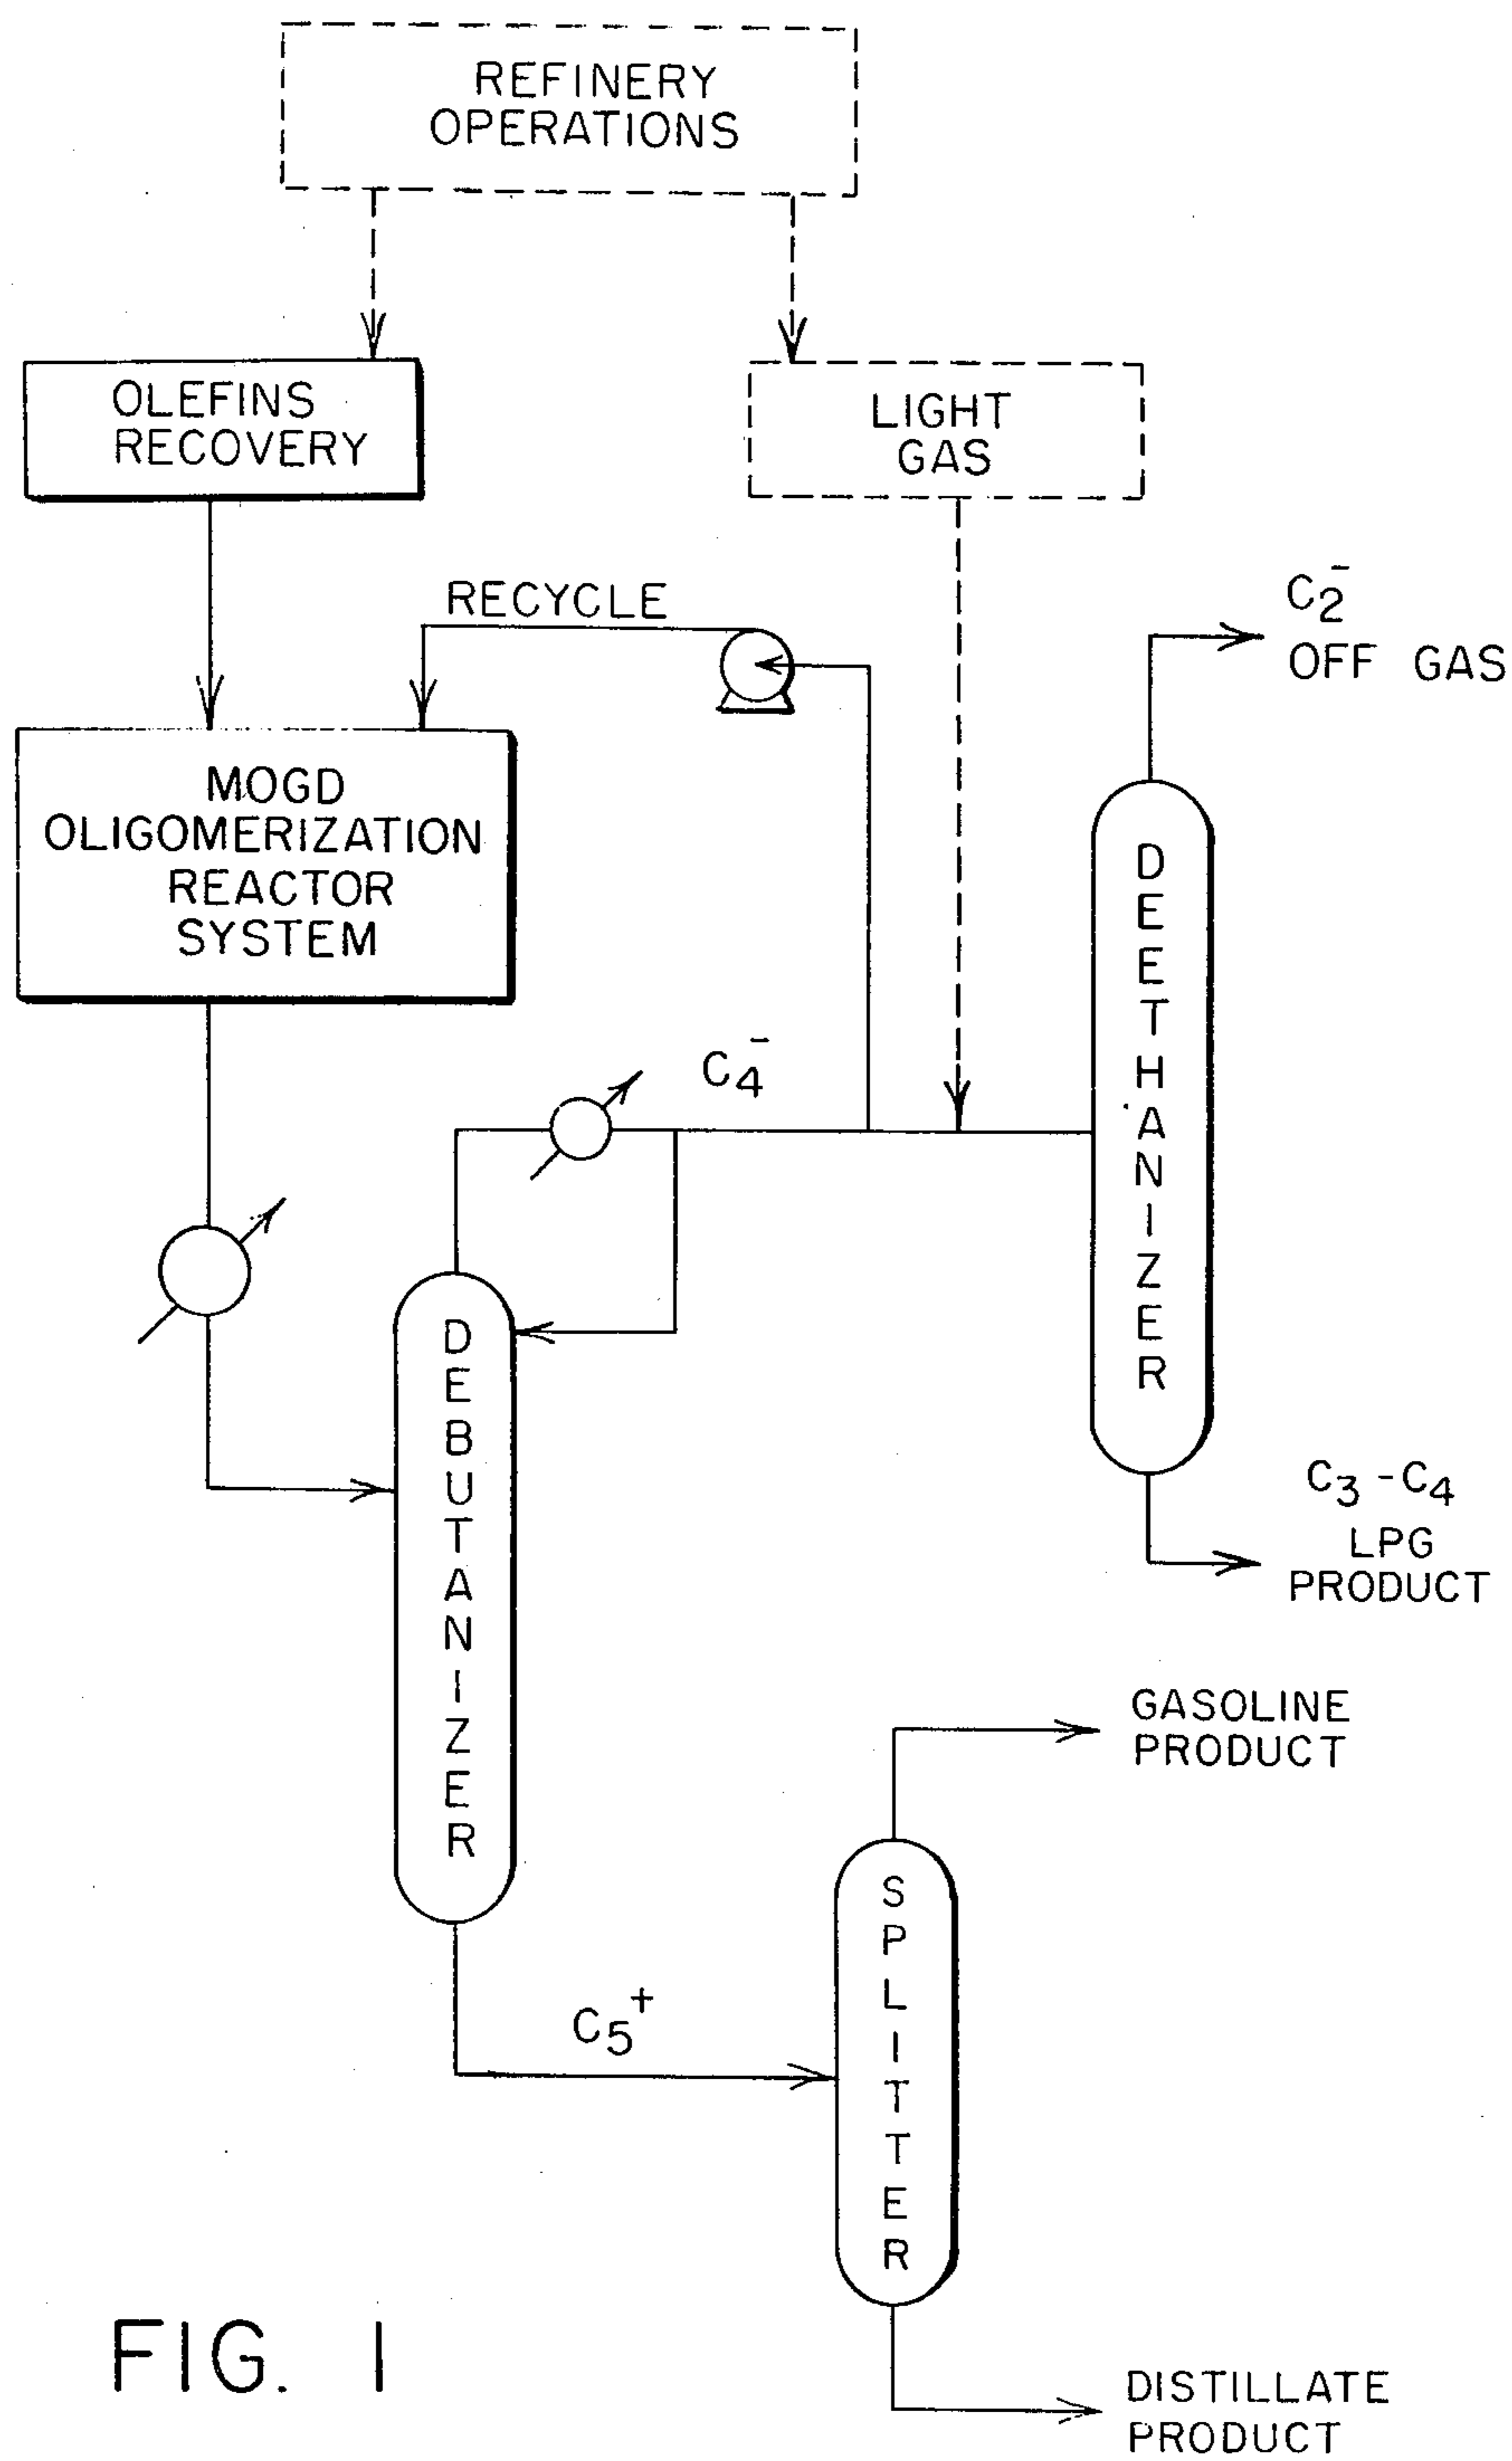 REFINERY
OPERATIONS
OLEFINS
RECOVERY
LIGHT
GAS
RECYCLE
C₂⁻
OFF GAS
MOGD
OLIGOMERIZATION
REACTOR
SYSTEM
DEETHANIZER
C₄⁻
DEBUTANIZER
C₃-C₄
LPG
PRODUCT
GASOLINE
PRODUCT
SPLITTER
C₅⁺
DISTILLATE
PRODUCT
FIG. 1